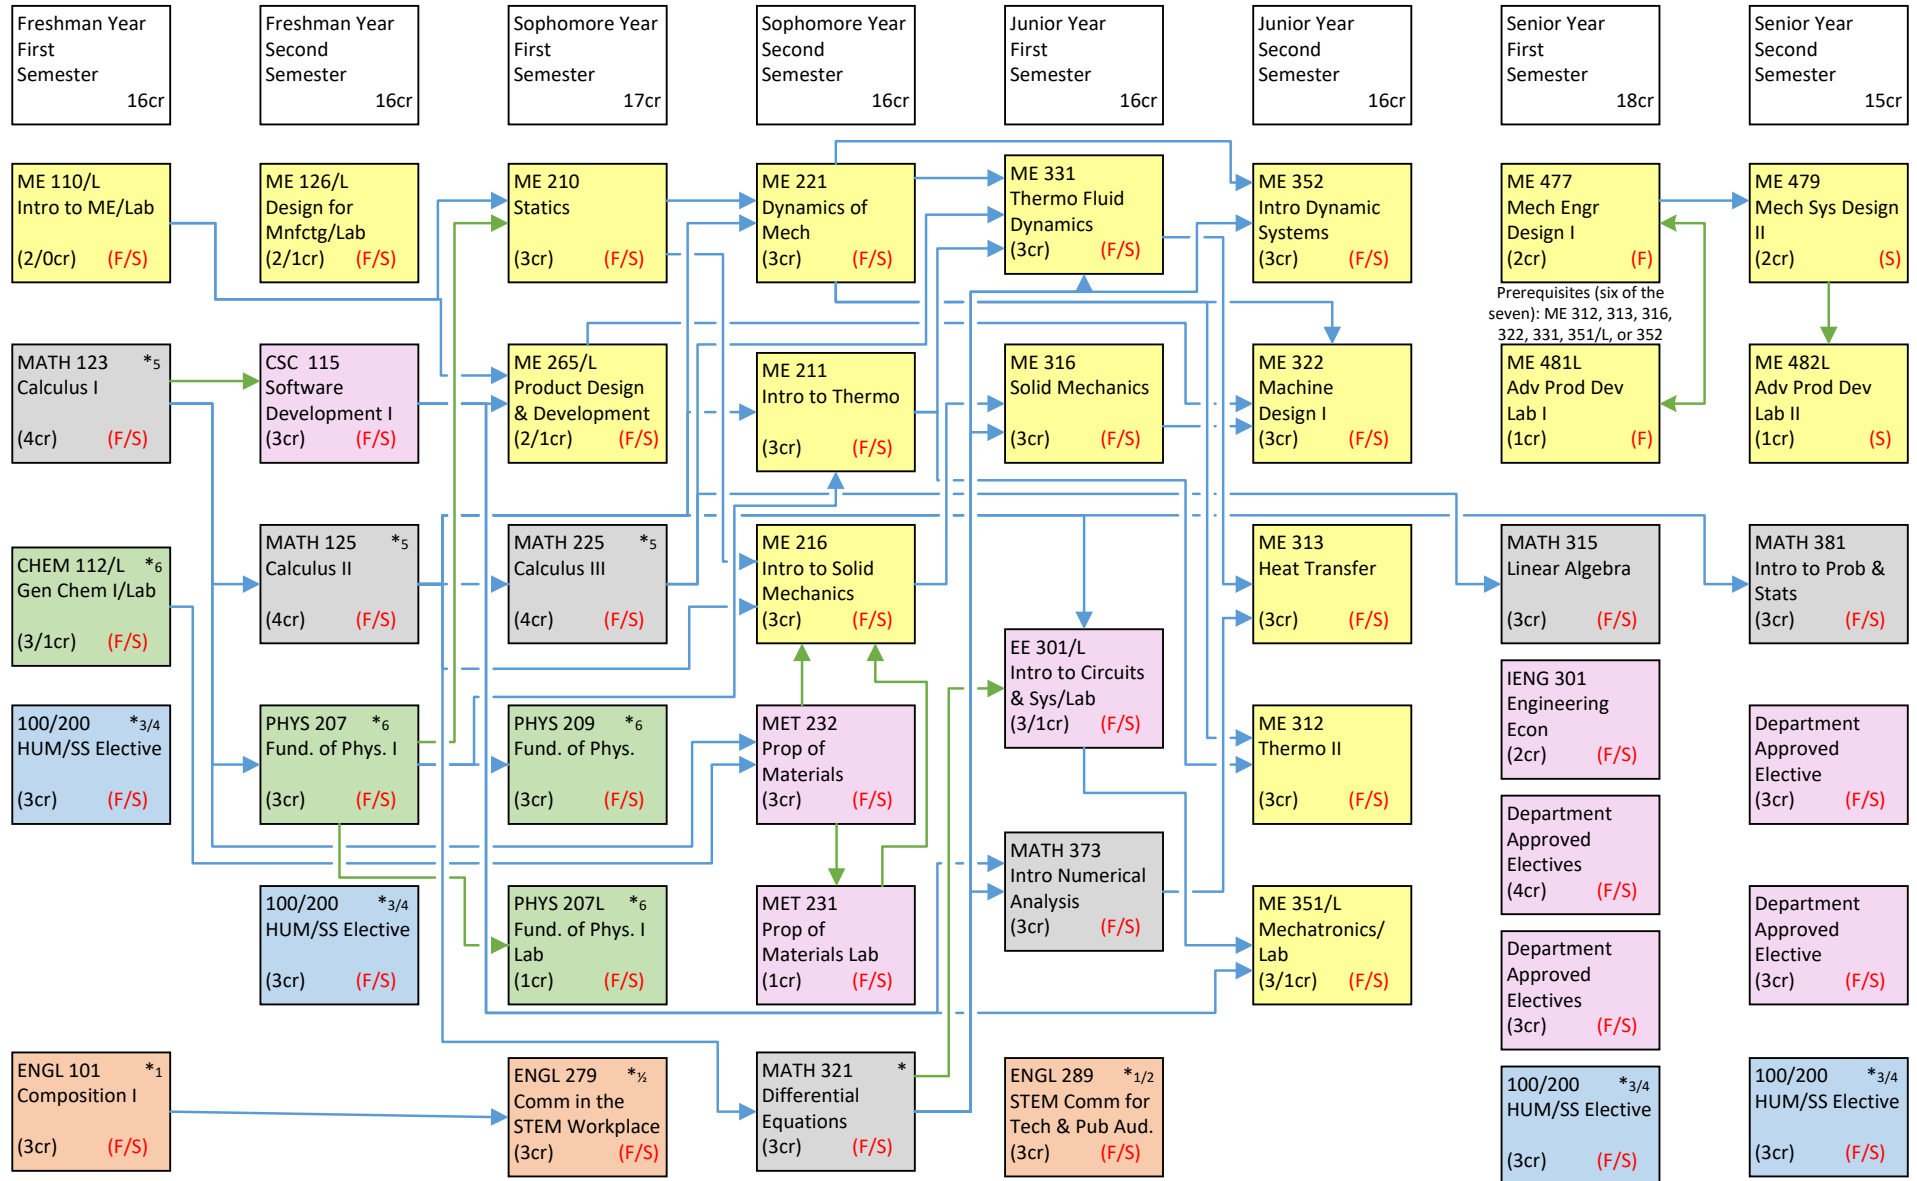 Freshman Year
First
Semester
16cr
Freshman Year
Second
Semester
16cr
Sophomore Year
First
Semester
17cr
Sophomore Year
Second
Semester
16cr
Junior Year
First
Semester
16cr
Junior Year
Second
Semester
16cr
Senior Year
First
Semester
18cr
Senior Year
Second
Semester
15cr
ME 110/L
Intro to ME/Lab
(2/0cr) (F/S)
ME 126/L
Design for
Mnfctg/Lab
(2/1cr) (F/S)
ME 210
Statics
(3cr) (F/S)
ME 221
Dynamics of
Mech
(3cr) (F/S)
ME 331
Thermo Fluid
Dynamics
(3cr) (F/S)
ME 352
Intro Dynamic
Systems
(3cr) (F/S)
ME 477
Mech Engr
Design I
(2cr) (F)
ME 479
Mech Sys Design
II
(2cr) (S)
Prerequisites (six of the
seven): ME 312, 313, 316,
322, 331, 351/L, or 352
MATH 123 *5
Calculus I
(4cr) (F/S)
CSC 115
Software
Development I
(3cr) (F/S)
ME 265/L
Product Design
& Development
(2/1cr) (F/S)
ME 211
Intro to Thermo
(3cr) (F/S)
ME 316
Solid Mechanics
(3cr) (F/S)
ME 322
Machine
Design I
(3cr) (F/S)
ME 481L
Adv Prod Dev
Lab I
(1cr) (F)
ME 482L
Adv Prod Dev
Lab II
(1cr) (S)
CHEM 112/L *6
Gen Chem I/Lab
(3/1cr) (F/S)
MATH 125 *5
Calculus II
(4cr) (F/S)
MATH 225 *5
Calculus III
(4cr) (F/S)
ME 216
Intro to Solid
Mechanics
(3cr) (F/S)
EE 301/L
Intro to Circuits
& Sys/Lab
(3/1cr) (F/S)
ME 313
Heat Transfer
(3cr) (F/S)
MATH 315
Linear Algebra
(3cr) (F/S)
MATH 381
Intro to Prob &
Stats
(3cr) (F/S)
IENG 301
Engineering
Econ
(2cr) (F/S)
100/200 *3/4
HUM/SS Elective
(3cr) (F/S)
PHYS 207 *6
Fund. of Phys. I
(3cr) (F/S)
PHYS 209 *6
Fund. of Phys.
(3cr) (F/S)
MET 232
Prop of
Materials
(3cr) (F/S)
ME 312
Thermo II
(3cr) (F/S)
Department
Approved
Elective
(3cr) (F/S)
Department
Approved
Electives
(4cr) (F/S)
MATH 373
Intro Numerical
Analysis
(3cr) (F/S)
100/200 *3/4
HUM/SS Elective
(3cr) (F/S)
PHYS 207L *6
Fund. of Phys. I
Lab
(1cr) (F/S)
MET 231
Prop of
Materials Lab
(1cr) (F/S)
ME 351/L
Mechatronics/
Lab
(3/1cr) (F/S)
Department
Approved
Electives
(3cr) (F/S)
Department
Approved
Elective
(3cr) (F/S)
ENGL 101 *1
Composition I
(3cr) (F/S)
ENGL 279 *½
Comm in the
STEM Workplace
(3cr) (F/S)
MATH 321 *
Differential
Equations
(3cr) (F/S)
ENGL 289 *1/2
STEM Comm for
Tech & Pub Aud.
(3cr) (F/S)
100/200 *3/4
HUM/SS Elective
(3cr) (F/S)
100/200 *3/4
HUM/SS Elective
(3cr) (F/S)